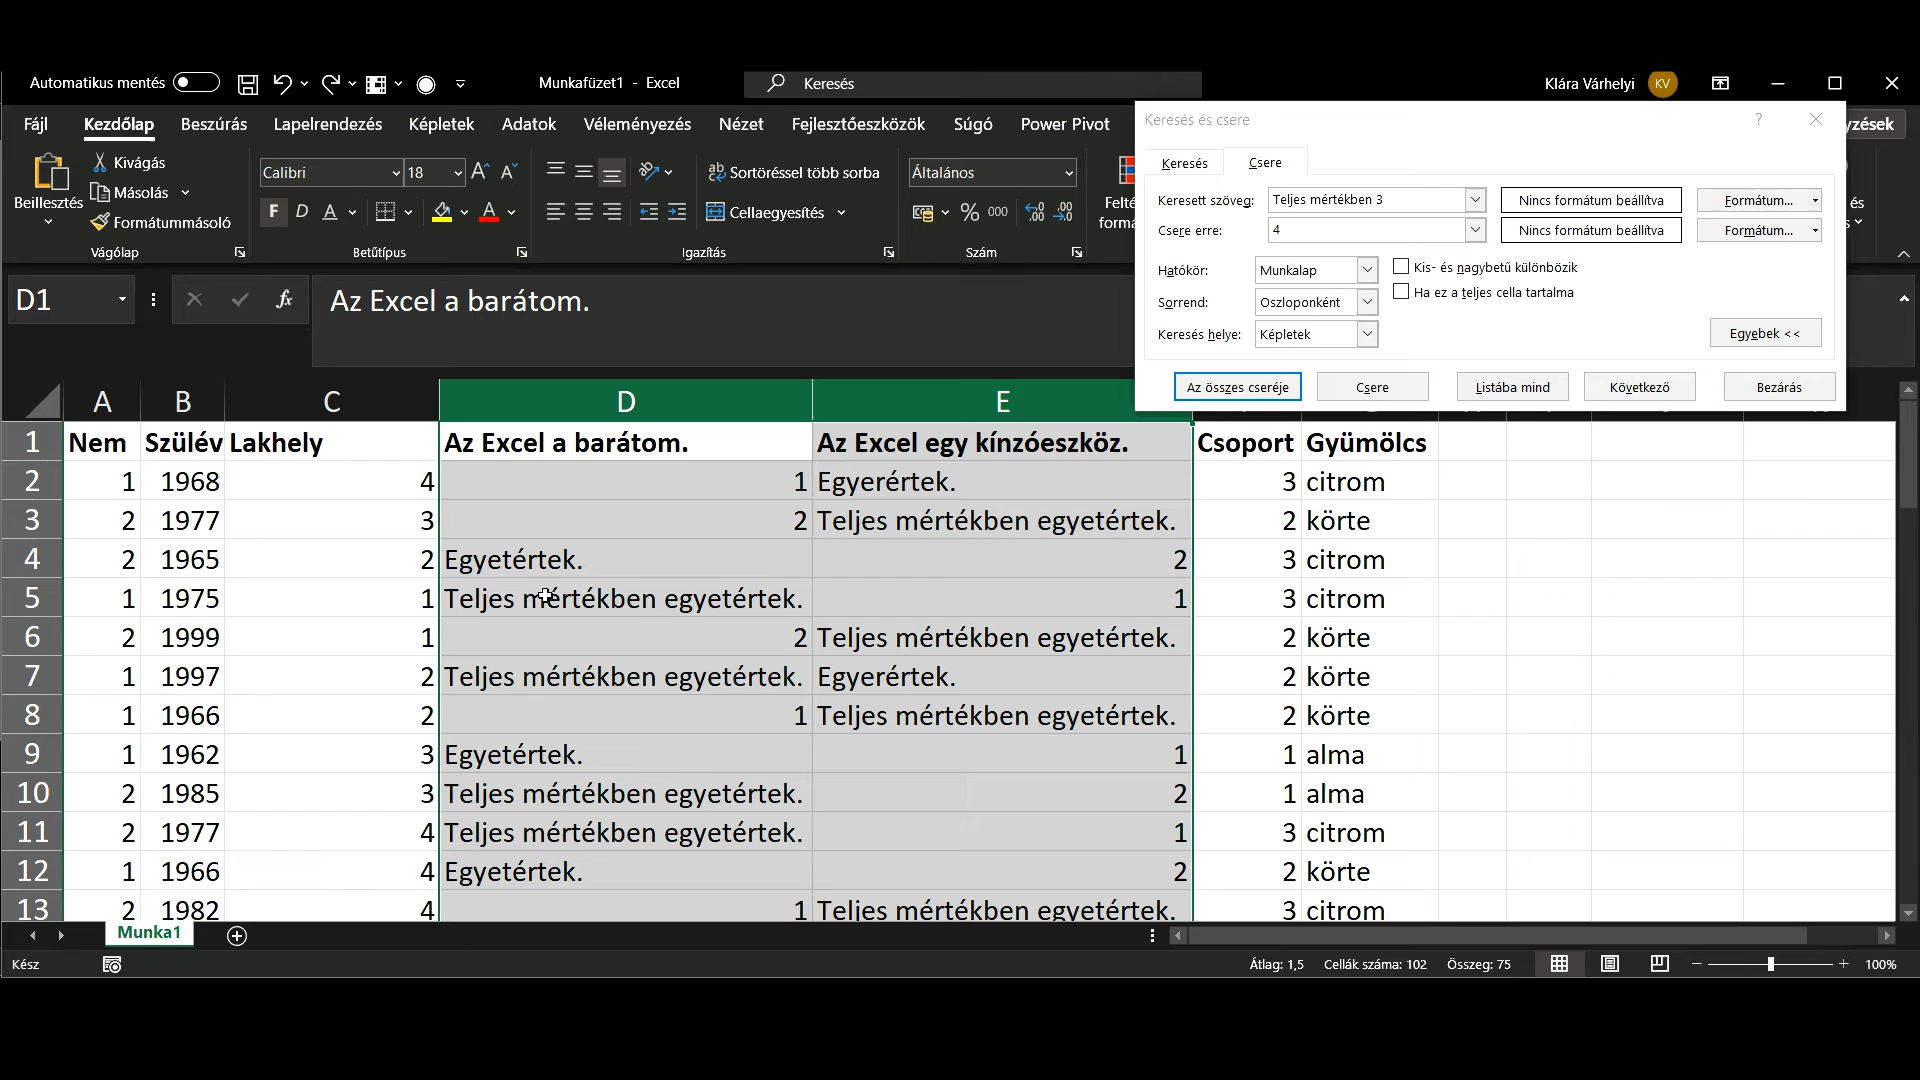 Automatikus mentés
Munkafüzet1 - Excel
Keresés
Klára Várhelyi KV
Fájl Kezdőlap Beszúrás Lapelrendezés Képletek Adatok Véleményezés Nézet Fejlesztőeszközök Súgó Power Pivot
Beillesztés
Kivágás
Másolás
Formátummásoló
Vágólap
Calibri 18
F D A
Betűtípus
Sortöréssel több sorba
Cellaegyesítés
Igazítás
Általános
% 000
Szám
Keresés és csere ?
Keresés Csere
Keresett szöveg: Teljes mértékben 3 Nincs formátum beállítva Formátum...
Csere erre: 4 Nincs formátum beállítva Formátum...
Hatókör: Munkalap
Sorrend: Oszloponként
Keresés helye: Képletek
Kis- és nagybetű különbözik
Ha ez a teljes cella tartalma
Egyebek <<
Az összes cseréje Csere Listába mind Következő Bezárás
D1 fx Az Excel a barátom.
A B C D E
1 Nem Szülév Lakhely Az Excel a barátom. Az Excel egy kínzóeszköz. Csoport Gyümölcs
2 1 1968 4 1 Egyerértek. 3 citrom
3 2 1977 3 2 Teljes mértékben egyetértek. 2 körte
4 2 1965 2 Egyetértek. 2 3 citrom
5 1 1975 1 Teljes mértékben egyetértek. 1 3 citrom
6 2 1999 1 2 Teljes mértékben egyetértek. 2 körte
7 1 1997 2 Teljes mértékben egyetértek. Egyerértek. 2 körte
8 1 1966 2 1 Teljes mértékben egyetértek. 2 körte
9 1 1962 3 Egyetértek. 1 1 alma
10 2 1985 3 Teljes mértékben egyetértek. 2 1 alma
11 2 1977 4 Teljes mértékben egyetértek. 1 3 citrom
12 1 1966 4 Egyetértek. 2 2 körte
13 2 1982 4 1 Teljes mértékben egyetértek. 3 citrom
Munka1
Kész
Átlag: 1,5 Cellák száma: 102 Összeg: 75
100%